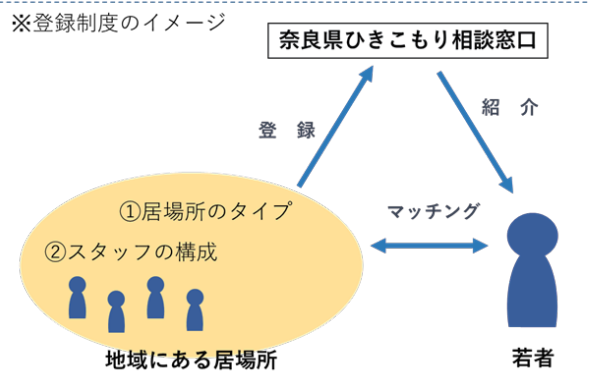 ※登録制度のイメージ
奈良県ひきこもり相談窓口
登 録
紹 介
①居場所のタイプ
マッチング
②スタッフの構成
地域にある居場所
若者